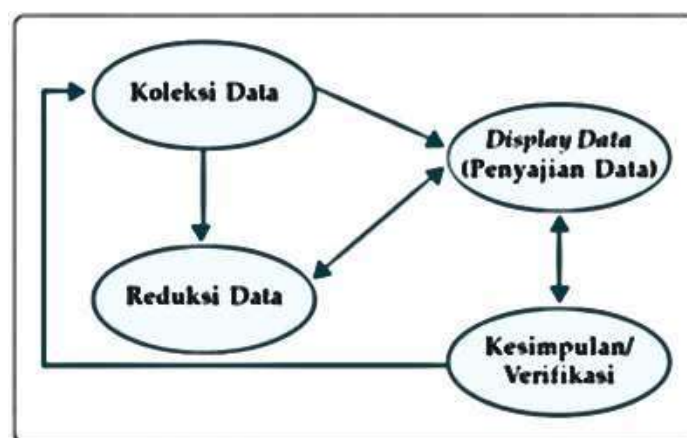 Koleksi Data
Display Data
(Penyajian Data)
Reduksi Data
Kesimpulan/
Verifikasi